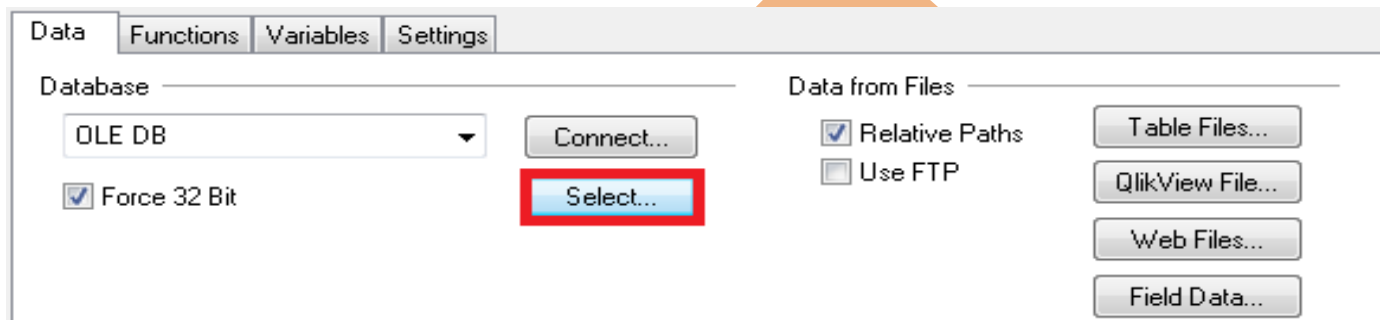 Data Functions Variables Settings
Database
OLE DB
Connect...
Force 32 Bit
Select...
Data from Files
Relative Paths
Use FTP
Table Files...
QlikView File...
Web Files...
Field Data...